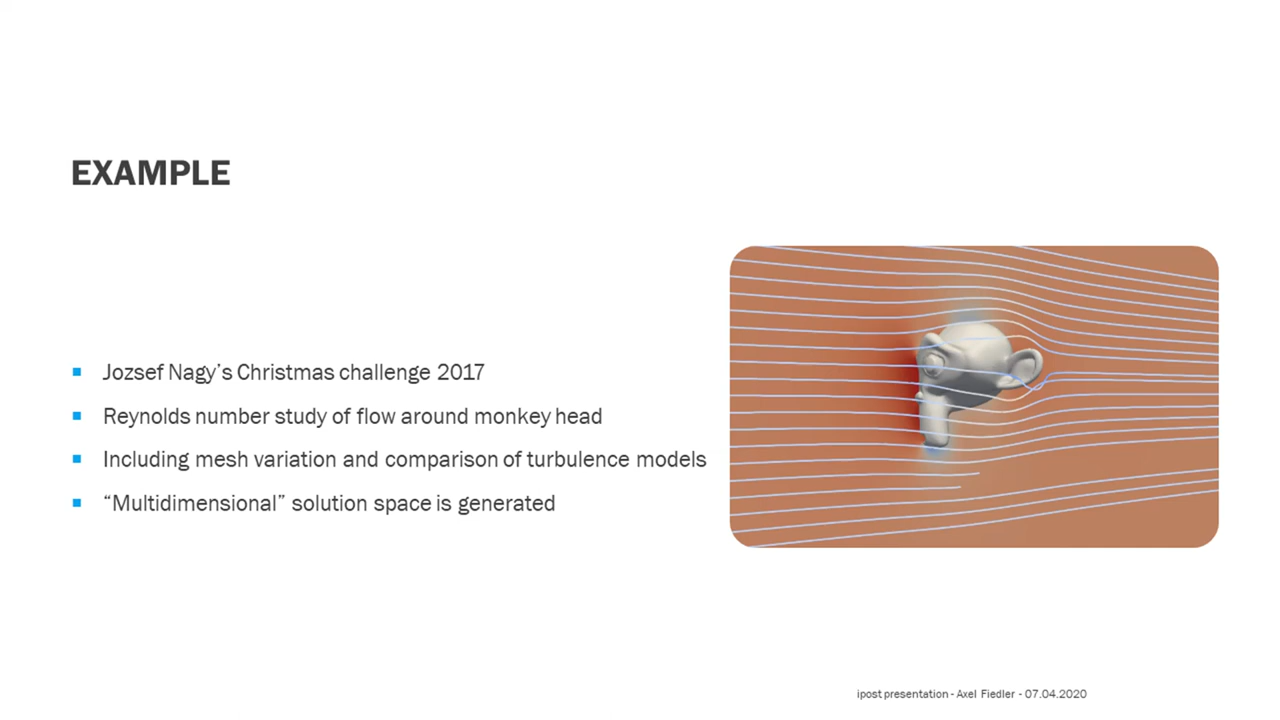 EXAMPLE
Jozsef Nagy’s Christmas challenge 2017
Reynolds number study of flow around monkey head
Including mesh variation and comparison of turbulence models
“Multidimensional” solution space is generated
ipost presentation - Axel Fiedler - 07.04.2020